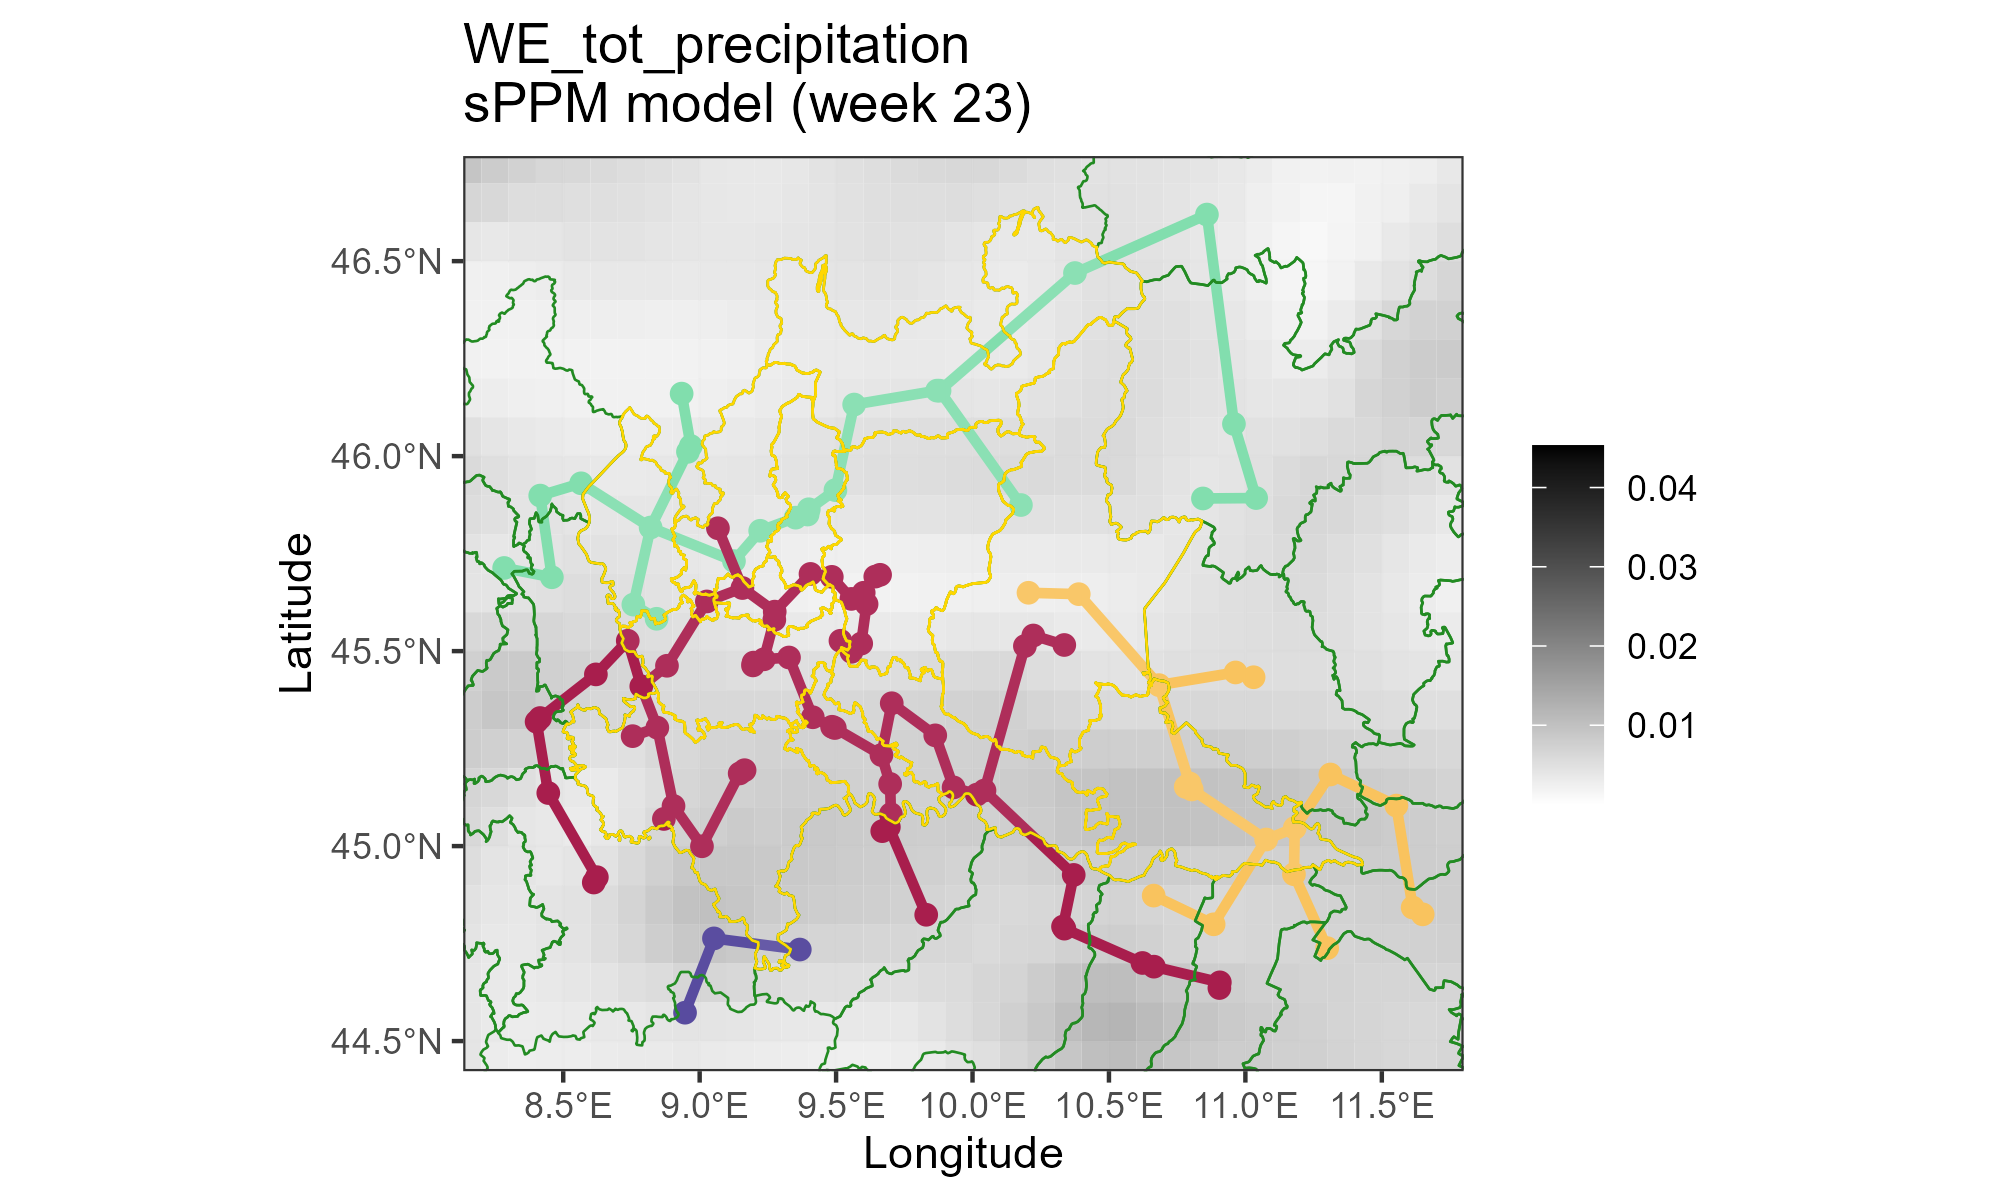 WE_tot_precipitation
sPPM model (week 23)
46.5°N
46.0°N
45.5°N
45.0°N
44.5°N
Latitude
8.5°E 9.0°E 9.5°E 10.0°E 10.5°E 11.0°E 11.5°E
Longitude
0.04
0.03
0.02
0.01